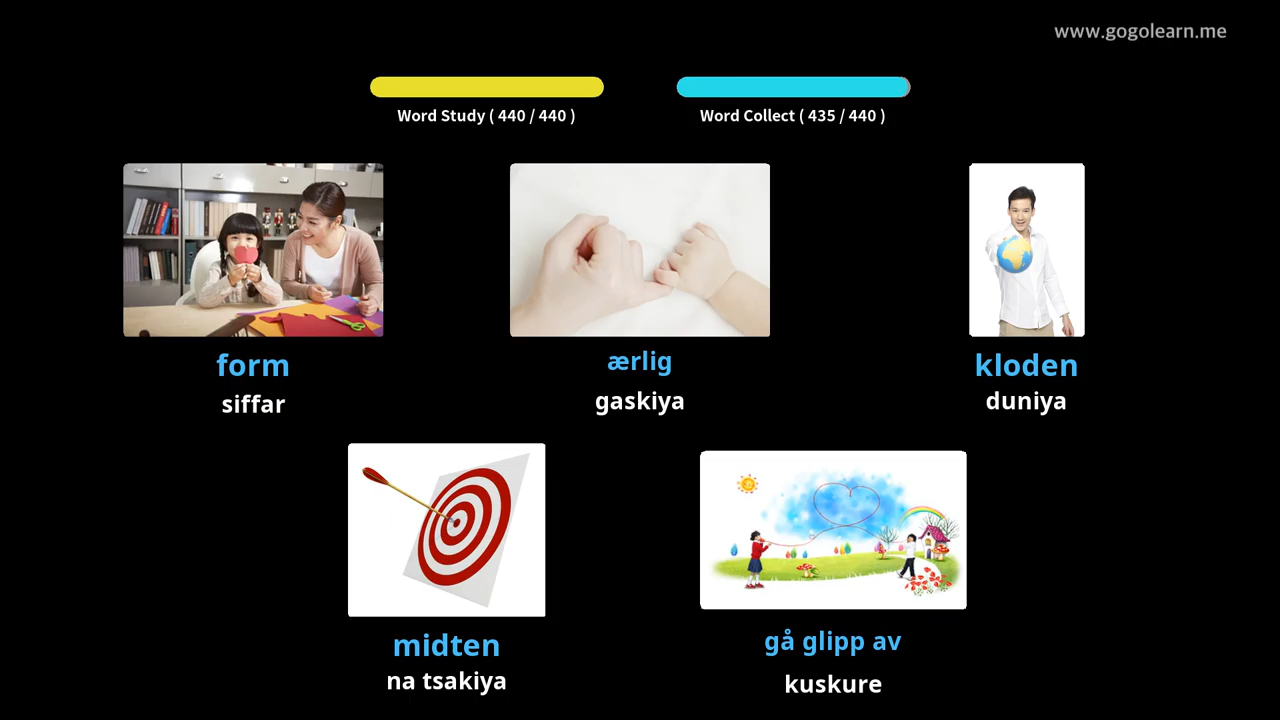 www.gogolearn.me
Word Study ( 440 / 440 )
Word Collect ( 435 / 440 )
form
siffar
ærlig
gaskiya
kloden
duniya
midten
na tsakiya
gå glipp av
kuskure